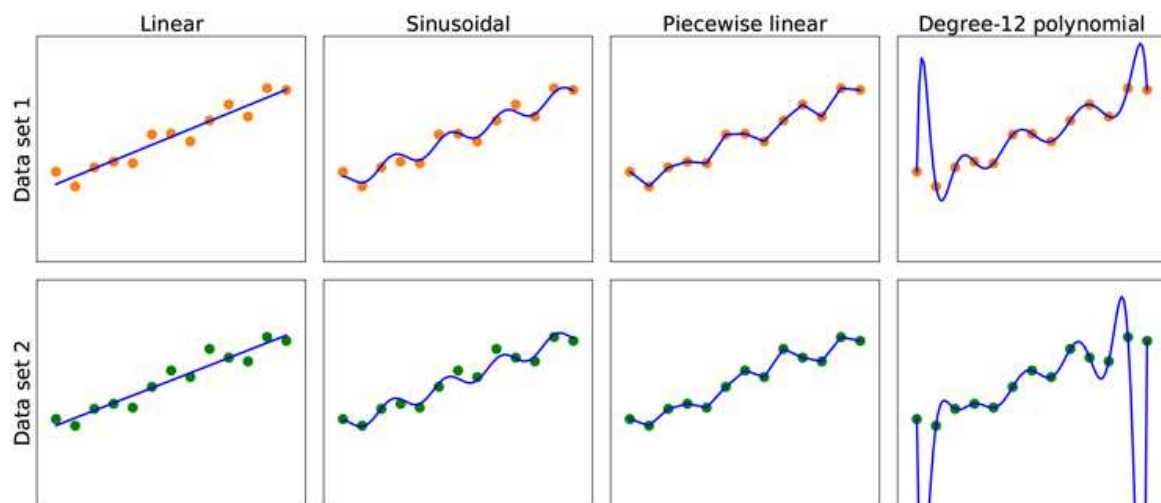 Linear
Sinusoidal
Piecewise linear
Degree-12 polynomial
Data set 1
Data set 2